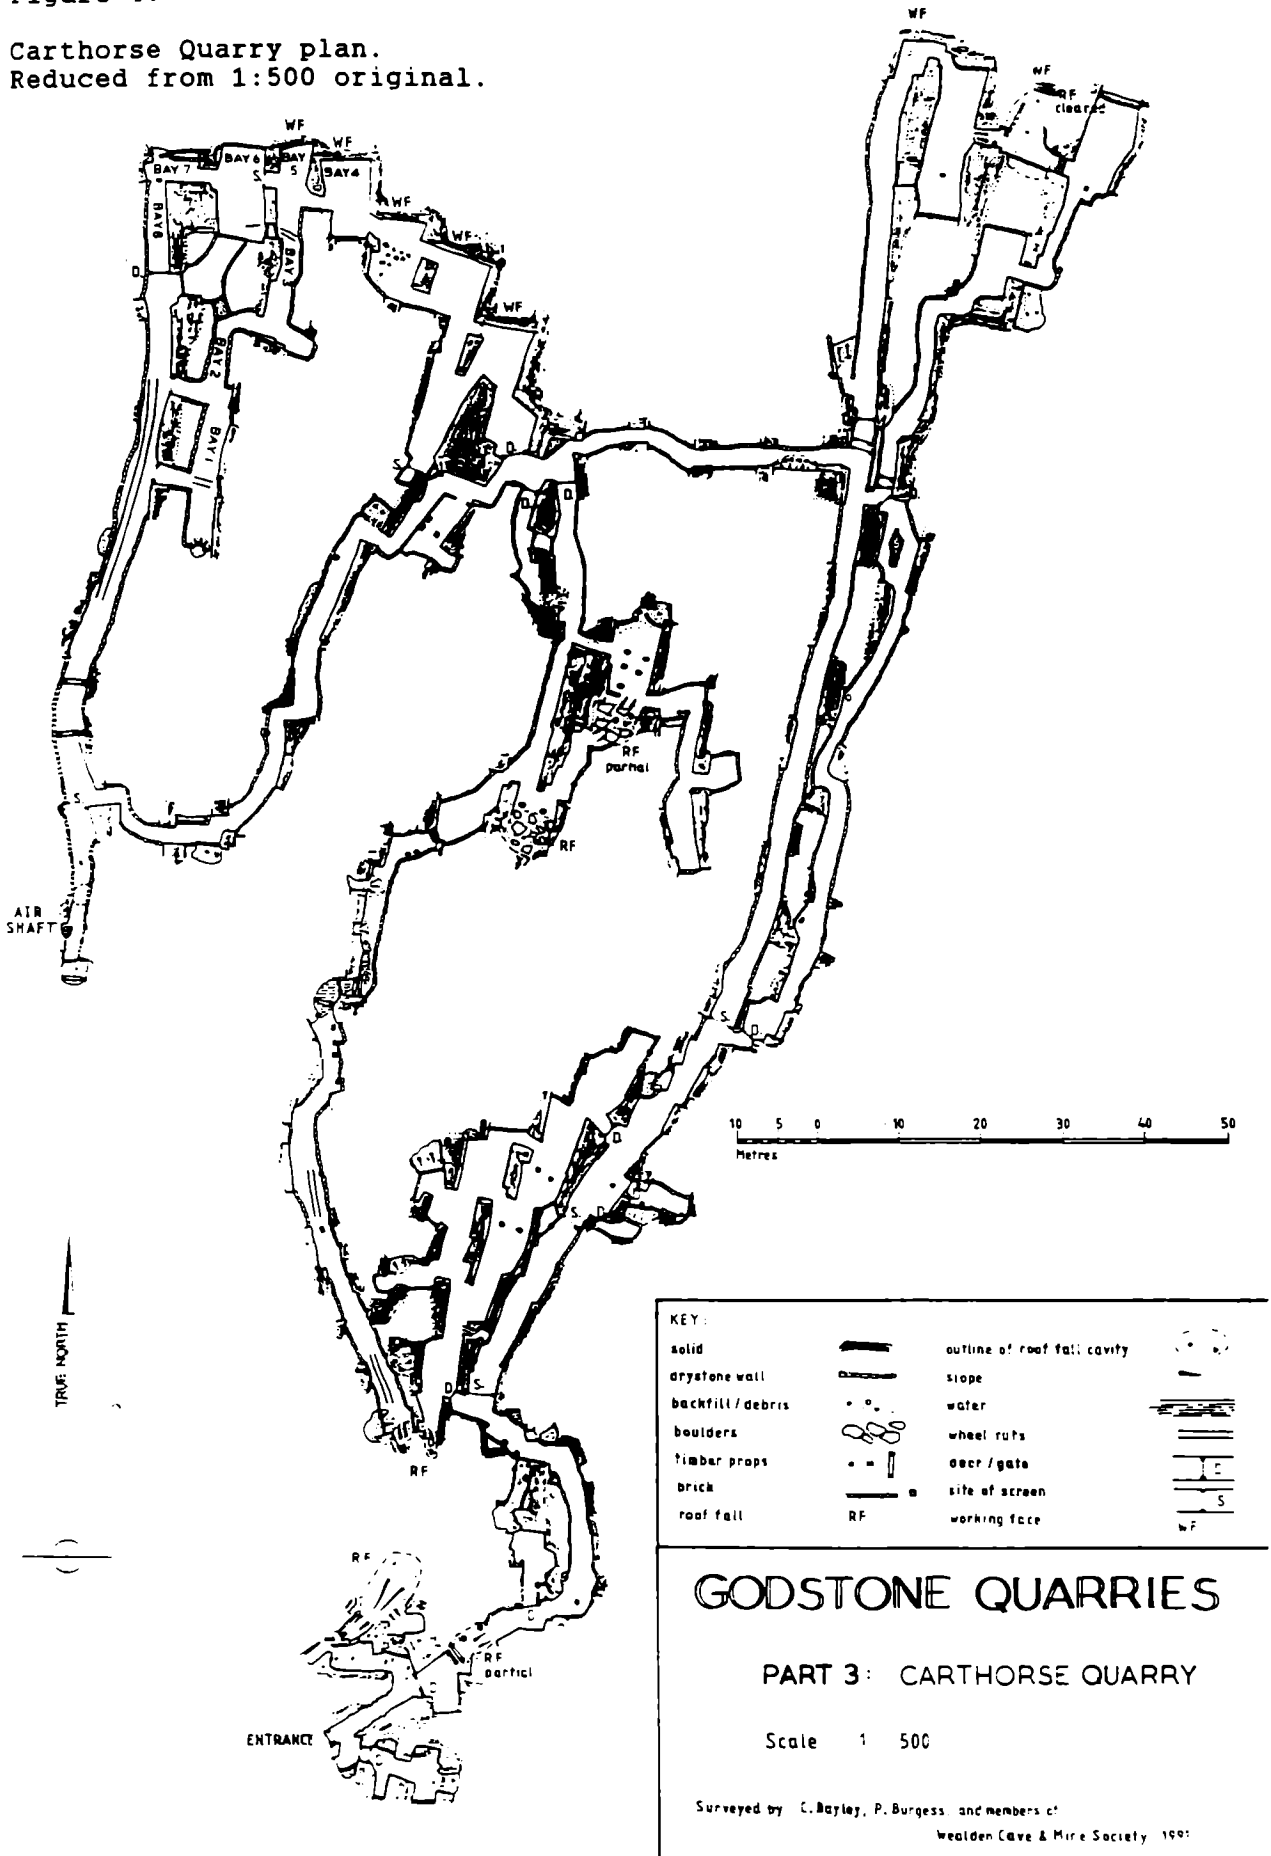 Carthorse Quarry plan.
Reduced from 1:500 original.
WF
WF
RF
cleared
WF
WF
BAY 7
BAY 6
BAY
5
BAY 4
S
WF
BAY 8
WF
D
BAY 3
WF
BAY 2
BAY 1
D
S
D
D
RF
partial
S
RF
S
AIR
SHAFT
S
D
D
S
D
10 5 0 10 20 30 40 50
Metres
TRUE NORTH
D
S
RF
RF
RF
partial
ENTRANCE
KEY:
solid
drystone wall
backfill / debris
boulders
timber props
brick
roof fall
RF
outline of roof fall cavity
slope
water
wheel ruts
door / gate
site of screen
S
working face
WF
GODSTONE QUARRIES
PART 3: CARTHORSE QUARRY
Scale 1 500
Surveyed by C. Bayley, P. Burgess and members of
Wealden Cave & Mine Society